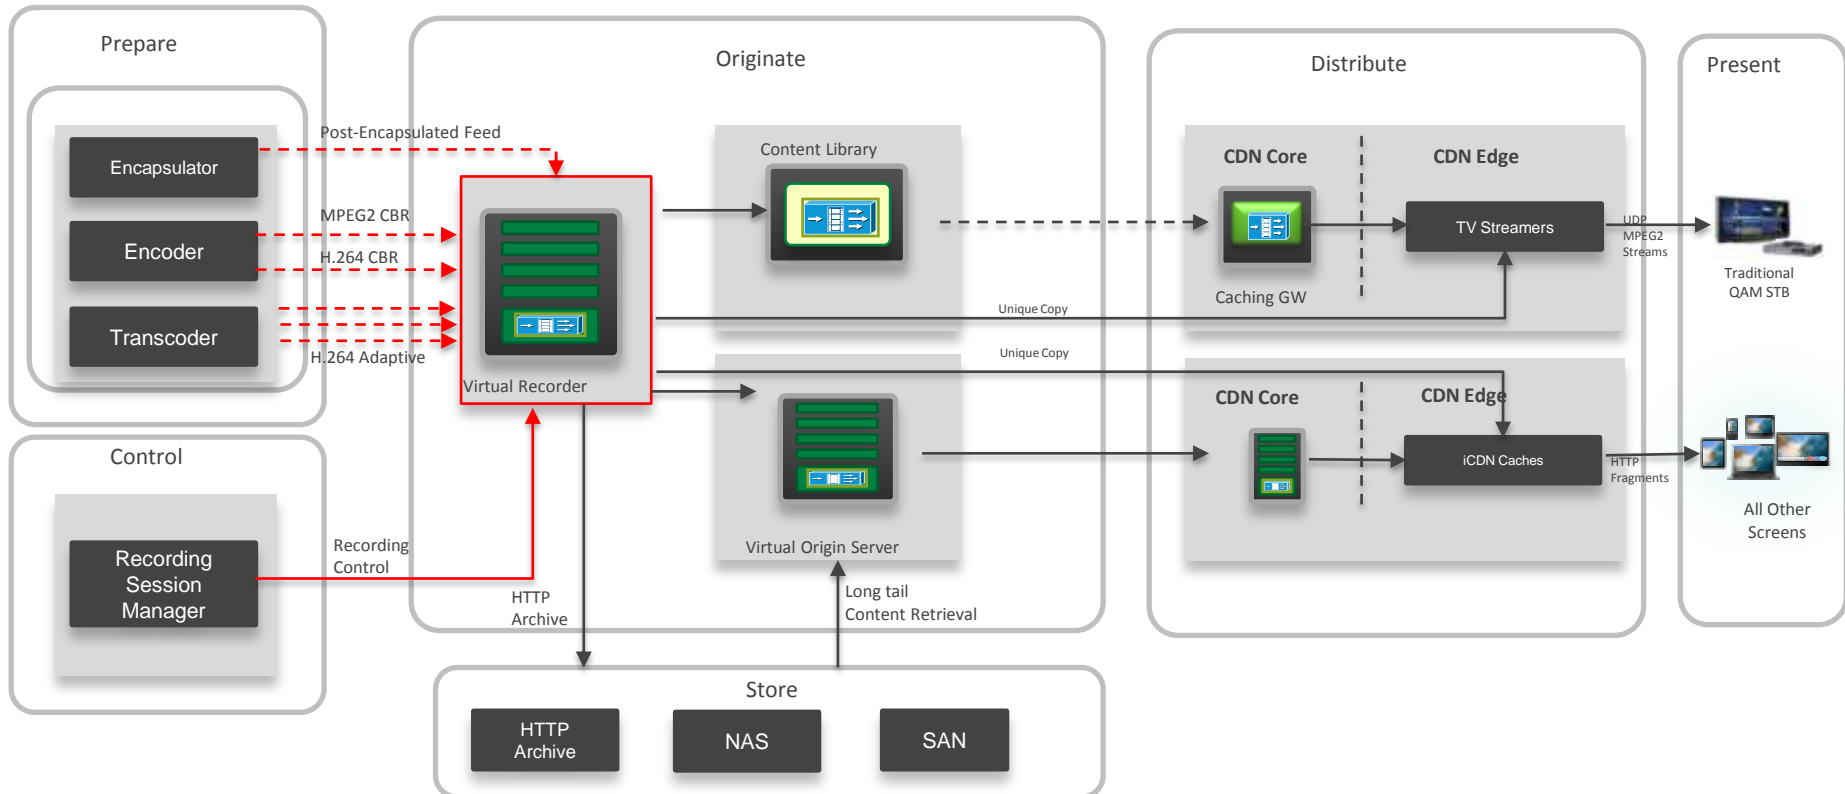 Prepare
Encapsulator
Encoder
Transcoder
Post-Encapsulated Feed
MPEG2 CBR
H.264 CBR
H.264 Adaptive
Control
Recording
Session
Manager
Recording
Control
Originate
Virtual Recorder
Content Library
Unique Copy
Unique Copy
Virtual Origin Server
HTTP
Archive
Long tail
Content Retrieval
Store
HTTP
Archive
NAS
SAN
Distribute
CDN Core
CDN Edge
Caching GW
TV Streamers
UDP
MPEG2
Streams
CDN Core
CDN Edge
iCDN Caches
HTTP
Fragments
Present
Traditional
QAM STB
All Other
Screens